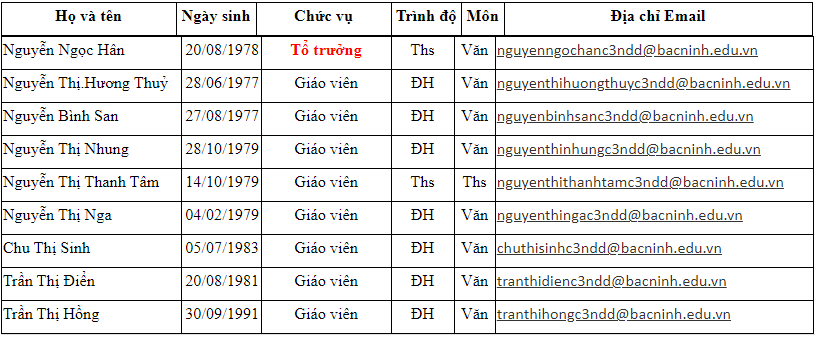 Họ và tên Ngày sinh Chức vụ Trình độ Môn Địa chỉ Email
Nguyễn Ngọc Hân 20/08/1978 Tổ trưởng Ths Văn nguyenngochanc3ndd@bacninh.edu.vn
Nguyễn Thị.Hương Thuỷ 28/06/1977 Giáo viên ĐH Văn nguyenthihuongthuyc3ndd@bacninh.edu.vn
Nguyễn Bình San 27/08/1977 Giáo viên ĐH Văn nguyenbinhsanc3ndd@bacninh.edu.vn
Nguyễn Thị Nhung 28/10/1979 Giáo viên ĐH Văn nguyenthinhungc3ndd@bacninh.edu.vn
Nguyễn Thị Thanh Tâm 14/10/1979 Giáo viên Ths Ths nguyenthithanhtamc3ndd@bacninh.edu.vn
Nguyễn Thị Nga 04/02/1979 Giáo viên ĐH Văn nguyenthingac3ndd@bacninh.edu.vn
Chu Thị Sinh 05/07/1983 Giáo viên ĐH Văn chuthisinhc3ndd@bacninh.edu.vn
Trần Thị Điển 20/08/1981 Giáo viên ĐH Văn tranthidienc3ndd@bacninh.edu.vn
Trần Thị Hồng 30/09/1991 Giáo viên ĐH Văn tranthihongc3ndd@bacninh.edu.vn